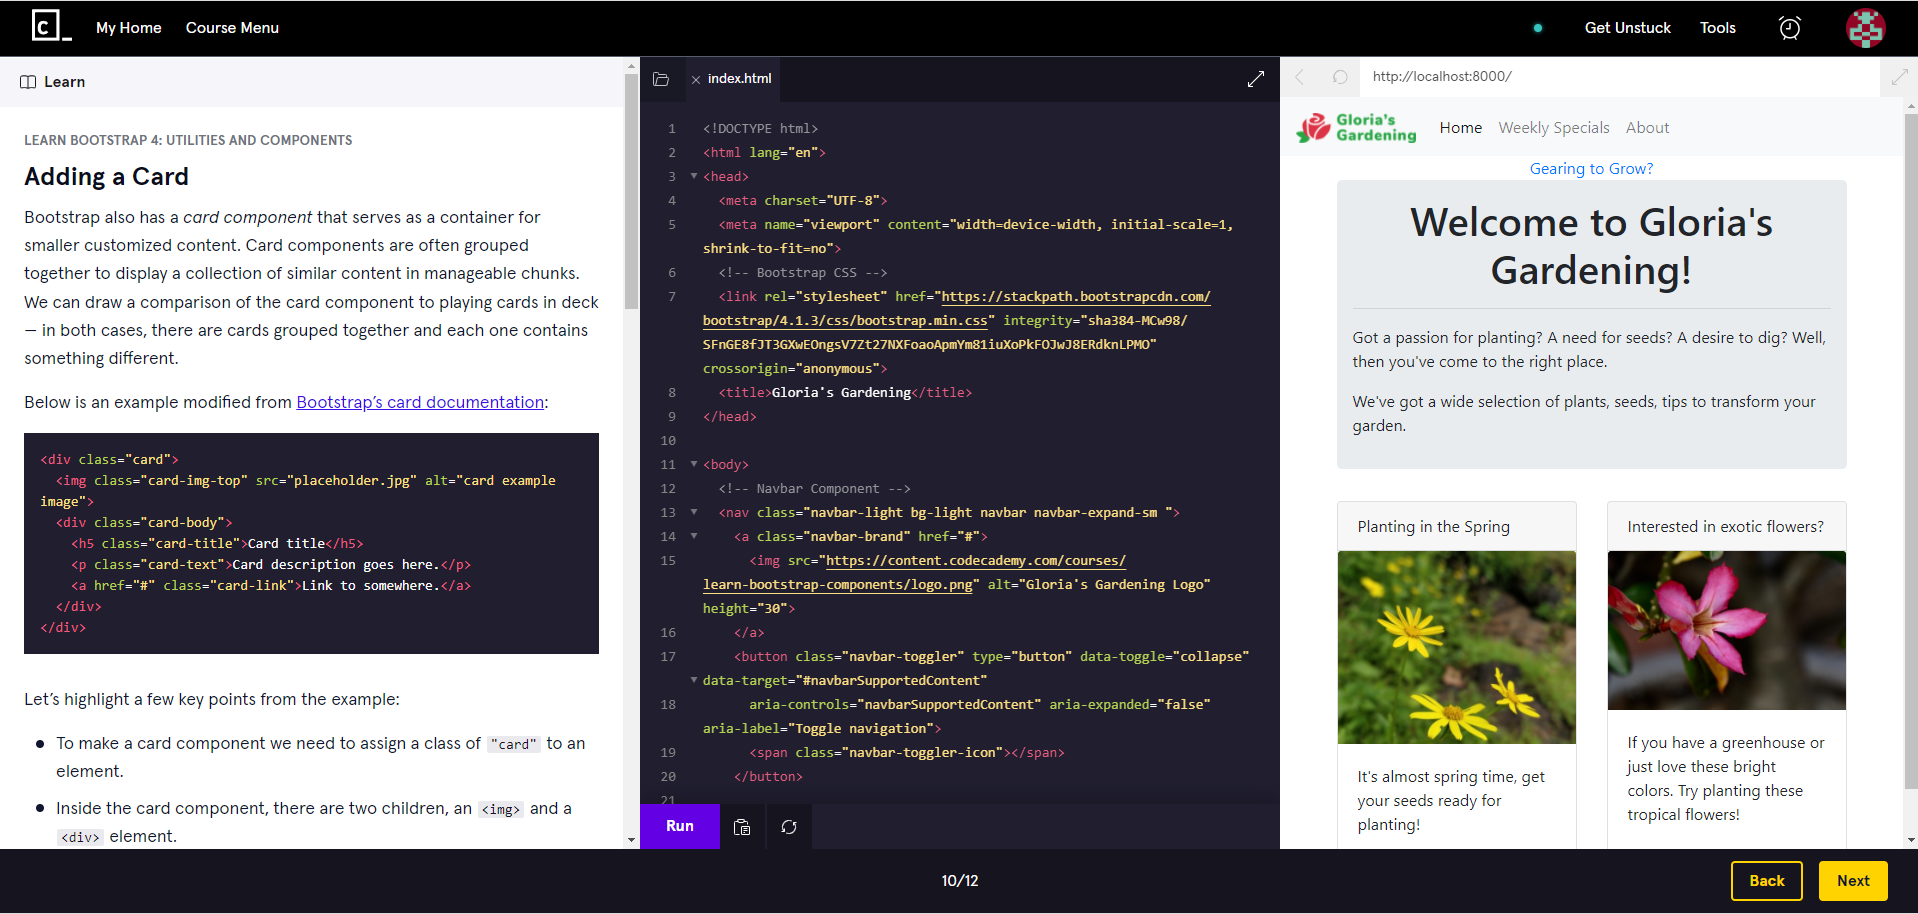 My Home Course Menu Get Unstuck Tools
Learn
LEARN BOOTSTRAP 4: UTILITIES AND COMPONENTS
Adding a Card
Bootstrap also has a card component that serves as a container for
smaller customized content. Card components are often grouped
together to display a collection of similar content in manageable chunks.
We can draw a comparison of the card component to playing cards in deck
— in both cases, there are cards grouped together and each one contains
something different.
Below is an example modified from Bootstrap’s card documentation:
<div class="card">
<img class="card-img-top" src="placeholder.jpg" alt="card example
image">
<div class="card-body">
<h5 class="card-title">Card title</h5>
<p class="card-text">Card description goes here.</p>
<a href="#" class="card-link">Link to somewhere.</a>
</div>
</div>
Let’s highlight a few key points from the example:
To make a card component we need to assign a class of "card" to an
element.
Inside the card component, there are two children, an <img> and a
<div> element.
index.html
1 <!DOCTYPE html>
2 <html lang="en">
3 <head>
4 <meta charset="UTF-8">
5 <meta name="viewport" content="width=device-width, initial-scale=1,
shrink-to-fit=no">
6 <!-- Bootstrap CSS -->
7 <link rel="stylesheet" href="https://stackpath.bootstrapcdn.com/
bootstrap/4.1.3/css/bootstrap.min.css" integrity="sha384-MCw98/
SFnGE8fJT3GXwEOngsV7Zt27NXFoaoApmYm81iuXoPkFOJwJ8ERdknLPMO"
crossorigin="anonymous">
8 <title>Gloria's Gardening</title>
9 </head>
10
11 <body>
12 <!-- Navbar Component -->
13 <nav class="navbar-light bg-light navbar navbar-expand-sm ">
14 <a class="navbar-brand" href="#">
15 <img src="https://content.codecademy.com/courses/
learn-bootstrap-components/logo.png" alt="Gloria's Gardening Logo"
height="30">
16 </a>
17 <button class="navbar-toggler" type="button" data-toggle="collapse"
data-target="#navbarSupportedContent"
18 aria-controls="navbarSupportedContent" aria-expanded="false"
aria-label="Toggle navigation">
19 <span class="navbar-toggler-icon"></span>
20 </button>
21
Run
http://localhost:8000/
Gloria's
Gardening
Home Weekly Specials About
Gearing to Grow?
Welcome to Gloria's
Gardening!
Got a passion for planting? A need for seeds? A desire to dig? Well,
then you've come to the right place.
We've got a wide selection of plants, seeds, tips to transform your
garden.
Planting in the Spring
It's almost spring time, get
your seeds ready for
planting!
Interested in exotic flowers?
If you have a greenhouse or
just love these bright
colors. Try planting these
tropical flowers!
10/12
Back
Next